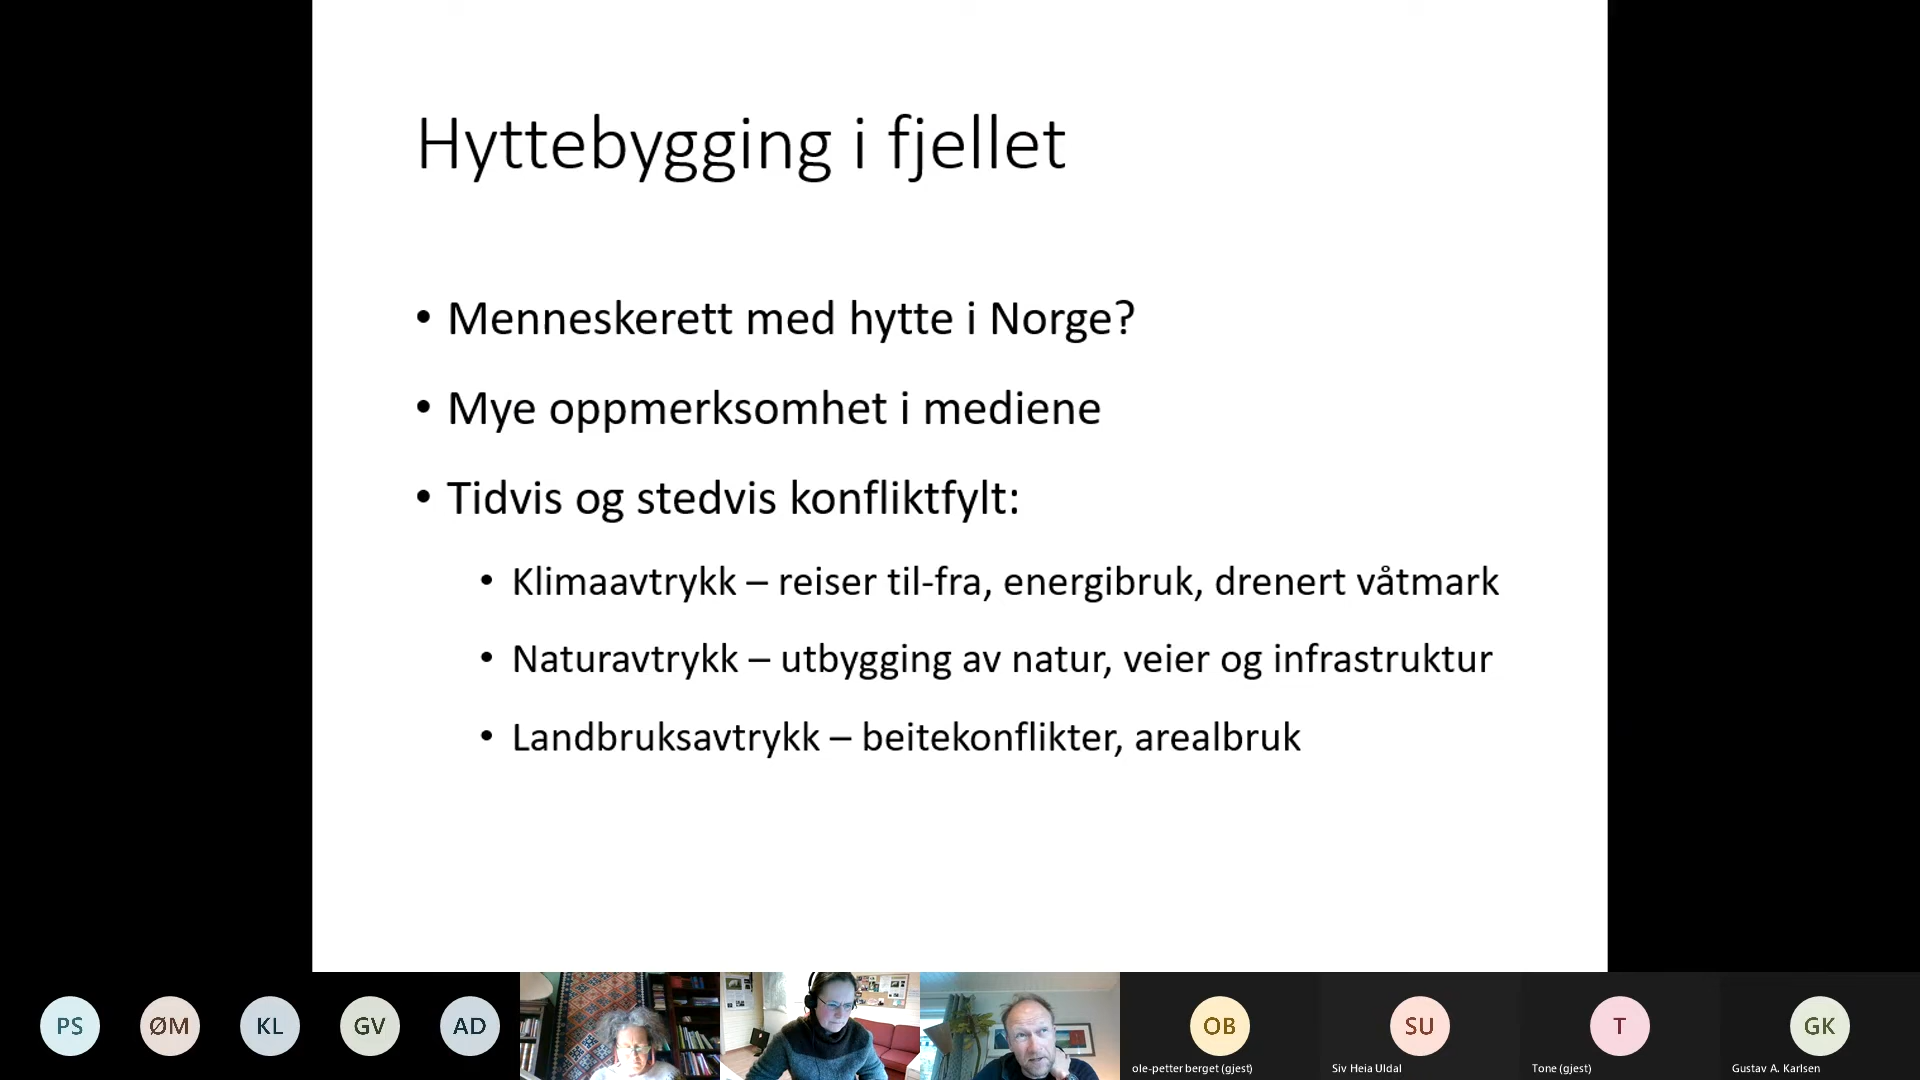 Hyttebygging i fjellet
• Menneskerett med hytte i Norge?
• Mye oppmerksomhet i mediene
• Tidvis og stedvis konfliktfylt:
• Klimaavtrykk – reiser til-fra, energibruk, drenert våtmark
• Naturavtrykk – utbygging av natur, veier og infrastruktur
• Landbruksavtrykk – beitekonflikter, arealbruk
PS
ØM
KL
GV
AD
OB
ole-petter berget (gjest)
SU
Siv Heia Uldal
T
Tone (gjest)
GK
Gustav A. Karlsen